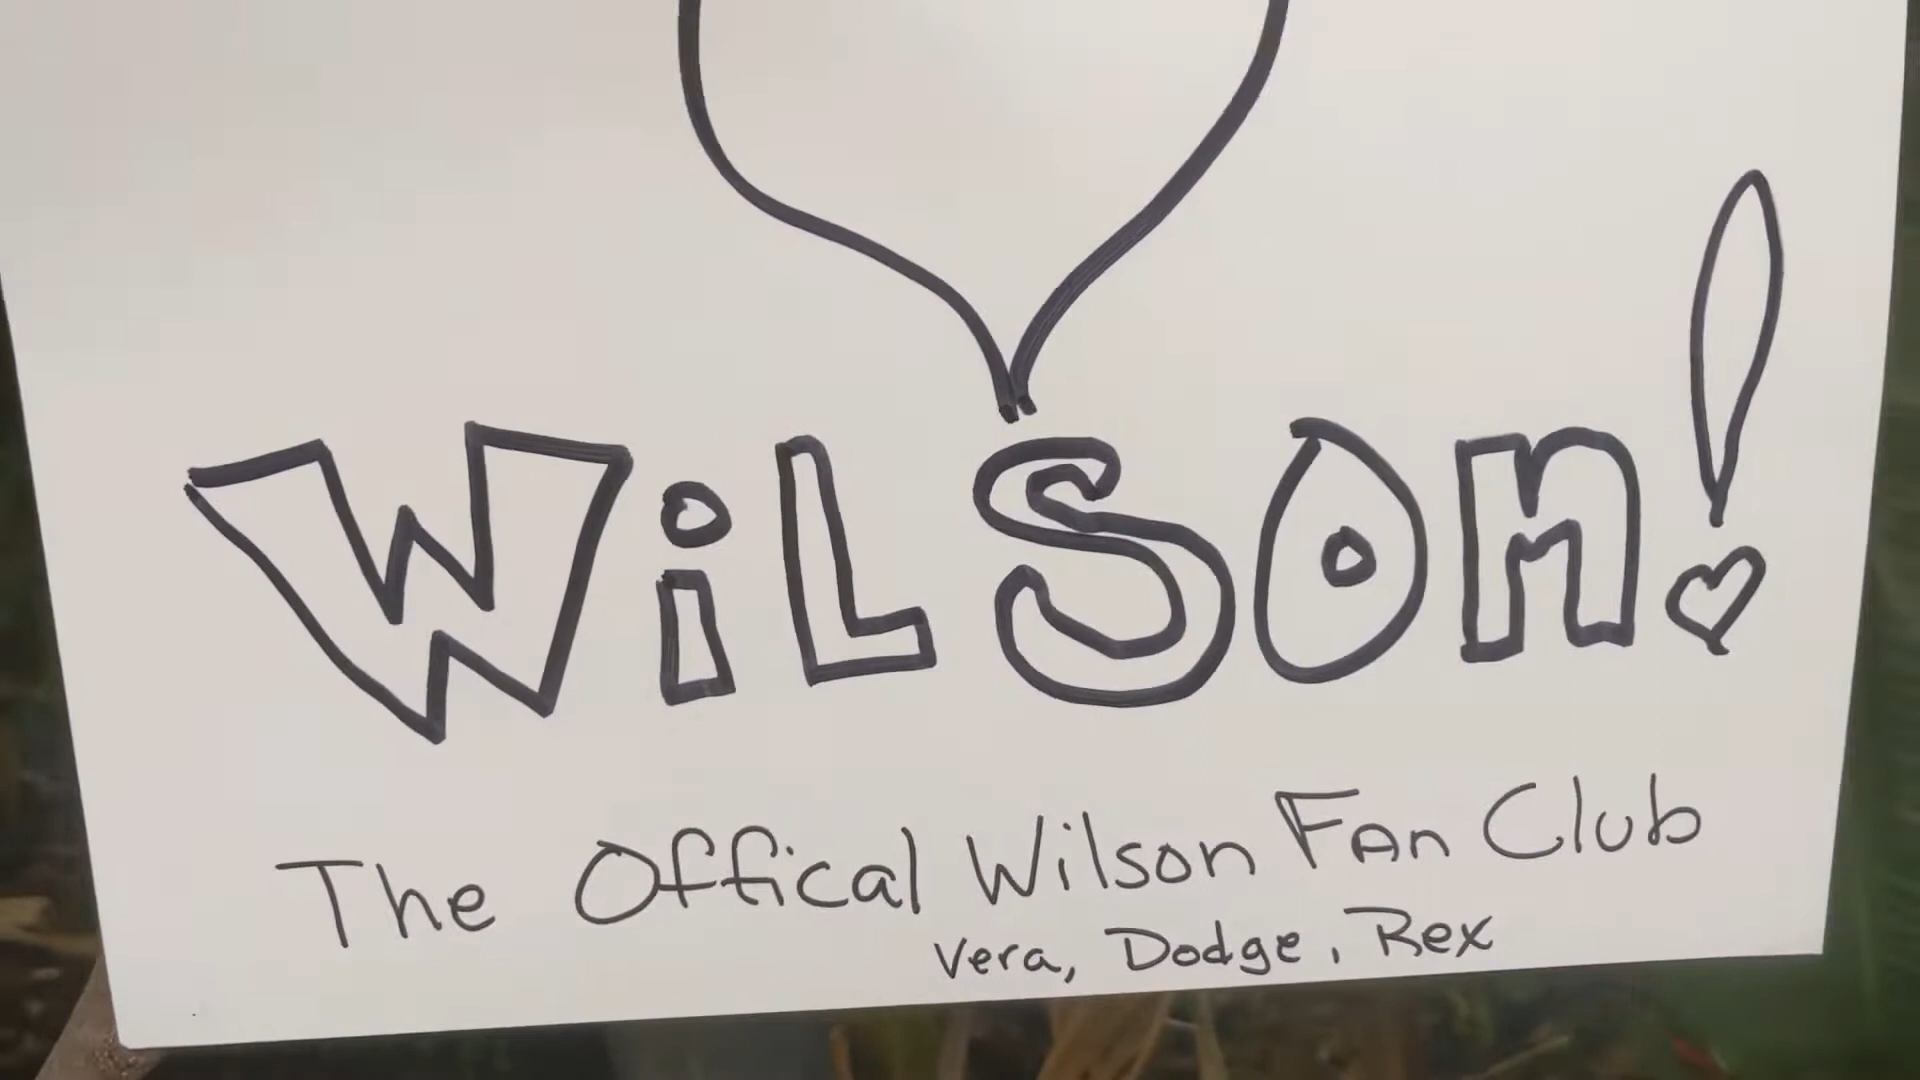 WiLSOn!
The Offical Wilson Fan Club
Vera, Dodge, Rex